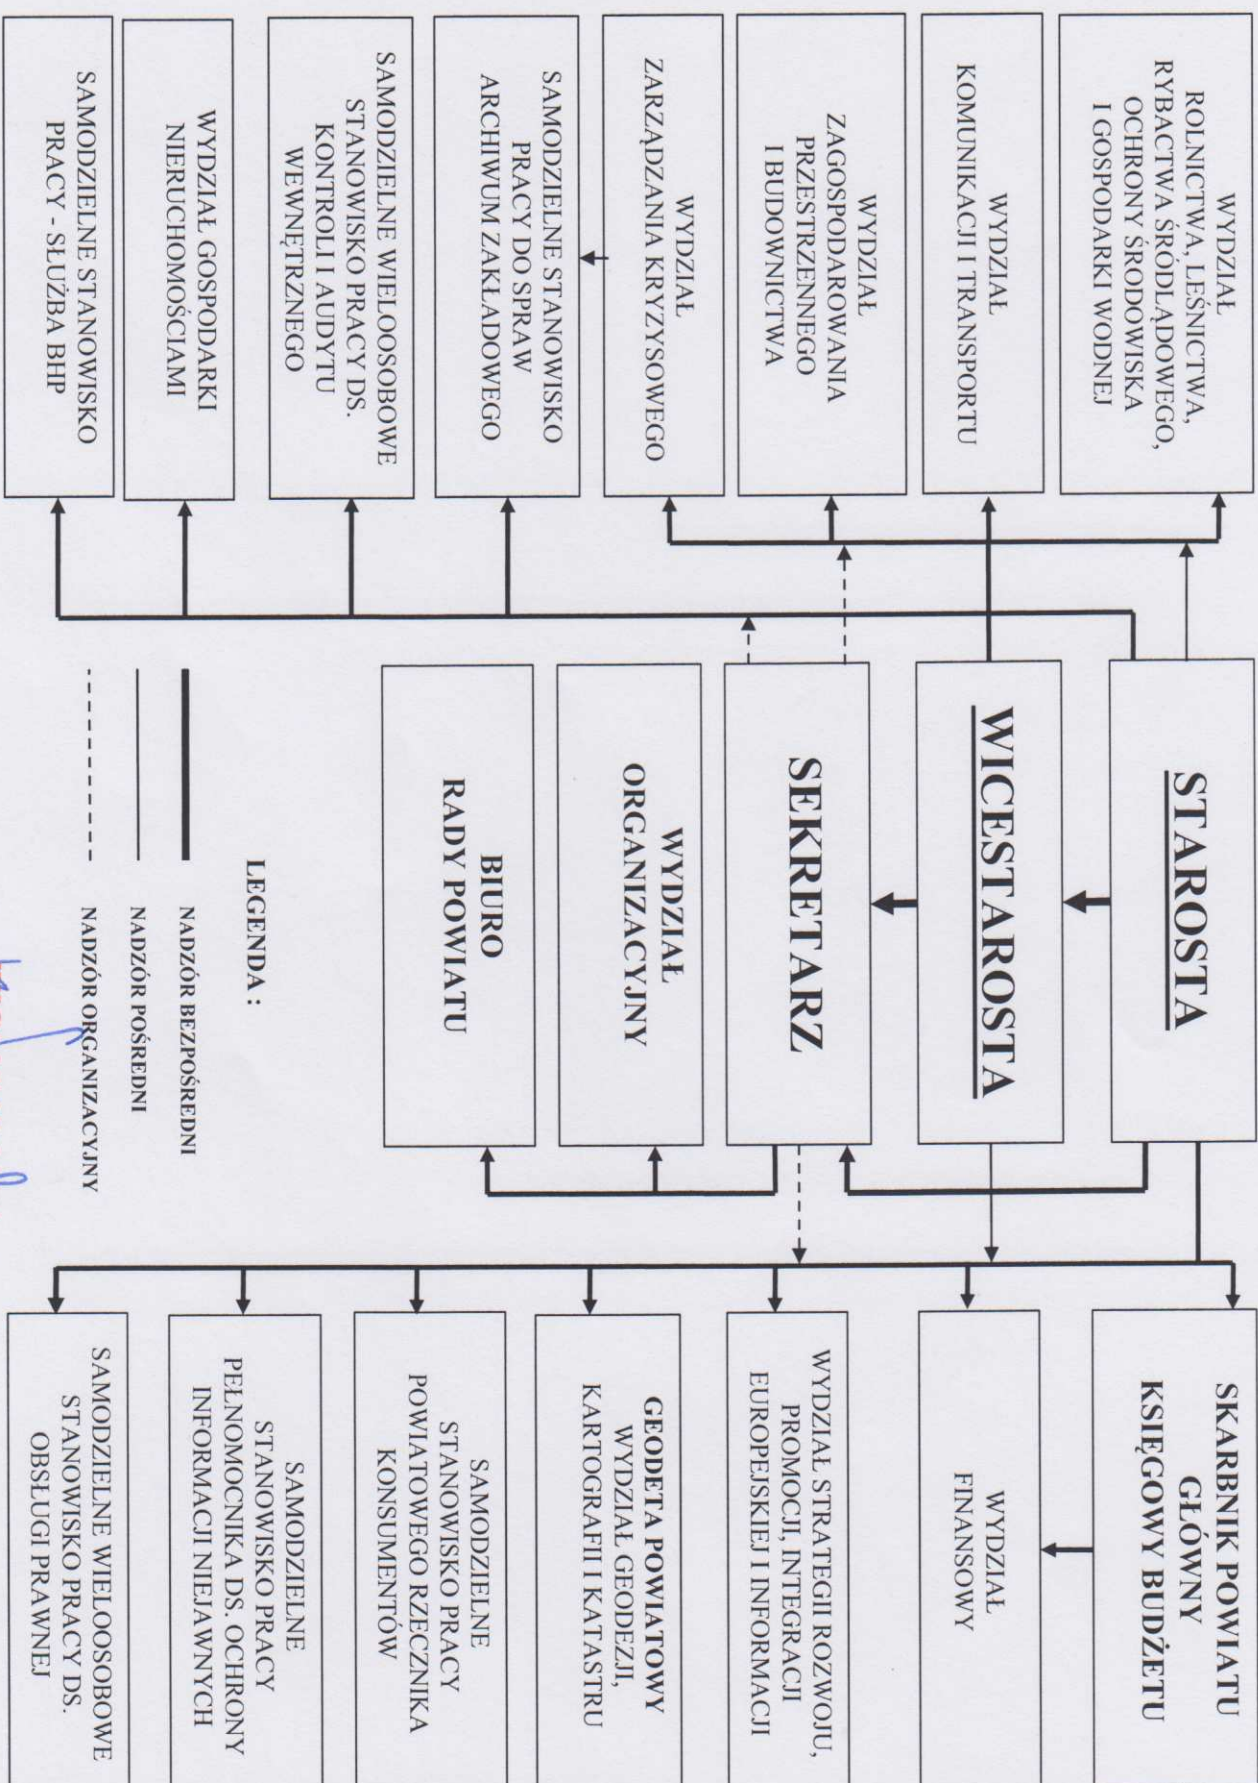 STAROSTA
WICESTAROSTA
SEKRETARZ
WYDZIAŁ
ORGANIZACYJNY
BIURO
RADY POWIATU
WYDZIAŁ
ROLNICTWA, LEŚNICTWA,
RYBACTWA ŚRÓDLĄDOWEGO,
OCHRONY ŚRODOWISKA
I GOSPODARKI WODNEJ
WYDZIAŁ
KOMUNIKACJI I TRANSPORTU
WYDZIAŁ
ZAGOSPODAROWANIA
PRZESTRZENNEGO
I BUDOWNICTWA
WYDZIAŁ
ZARZĄDZANIA KRYZYSOWEGO
SAMODZIELNE STANOWISKO
PRACY DO SPRAW
ARCHIWUM ZAKŁADOWEGO
SAMODZIELNE WIELOOSOBOWE
STANOWISKO PRACY DS.
KONTROLI I AUDYTU
WEWNĘTRZNEGO
WYDZIAŁ GOSPODARKI
NIERUCHOMOŚCIAMI
SAMODZIELNE STANOWISKO
PRACY - SŁUŻBA BHP
SKARBNIK POWIATU
GŁÓWNY
KSIĘGOWY BUDŻETU
WYDZIAŁ
FINANSOWY
WYDZIAŁ STRATEGII ROZWOJU,
PROMOCJI, INTEGRACJI
EUROPEJSKIEJ I INFORMACJI
GEODETA POWIATOWY
WYDZIAŁ GEODEZJI,
KARTOGRAFII I KATASTRU
SAMODZIELNE
STANOWISKO PRACY
POWIATOWEGO RZECZNIKA
KONSUMENTÓW
SAMODZIELNE
STANOWISKO PRACY
PEŁNOMOCNIKA DS. OCHRONY
INFORMACJI NIEJAWNYCH
SAMODZIELNE WIELOOSOBOWE
STANOWISKO PRACY DS.
OBSŁUGI PRAWNEJ
LEGENDA :
NADZÓR BEZPOŚREDNI
NADZÓR POŚREDNI
NADZÓR ORGANIZACYJNY